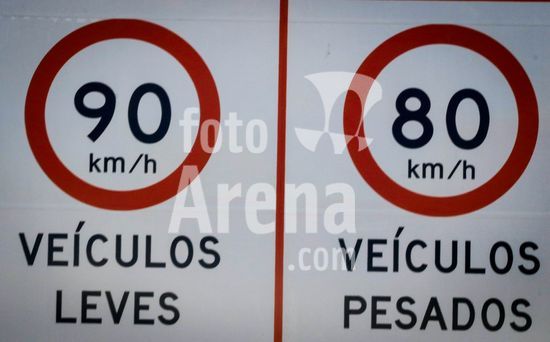 90
km/h
VEÍCULOS
LEVES
80
km/h
VEÍCULOS
PESADOS
foto
Arena
.com